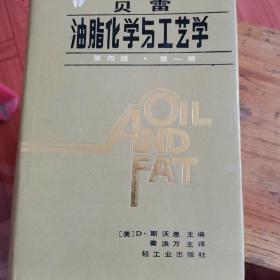 贝雷
油脂化学与工艺学
第四版·第一册
OIL
AND
FAT
[美]D·斯沃恩 主编
秦洪万 主译
轻工业出版社